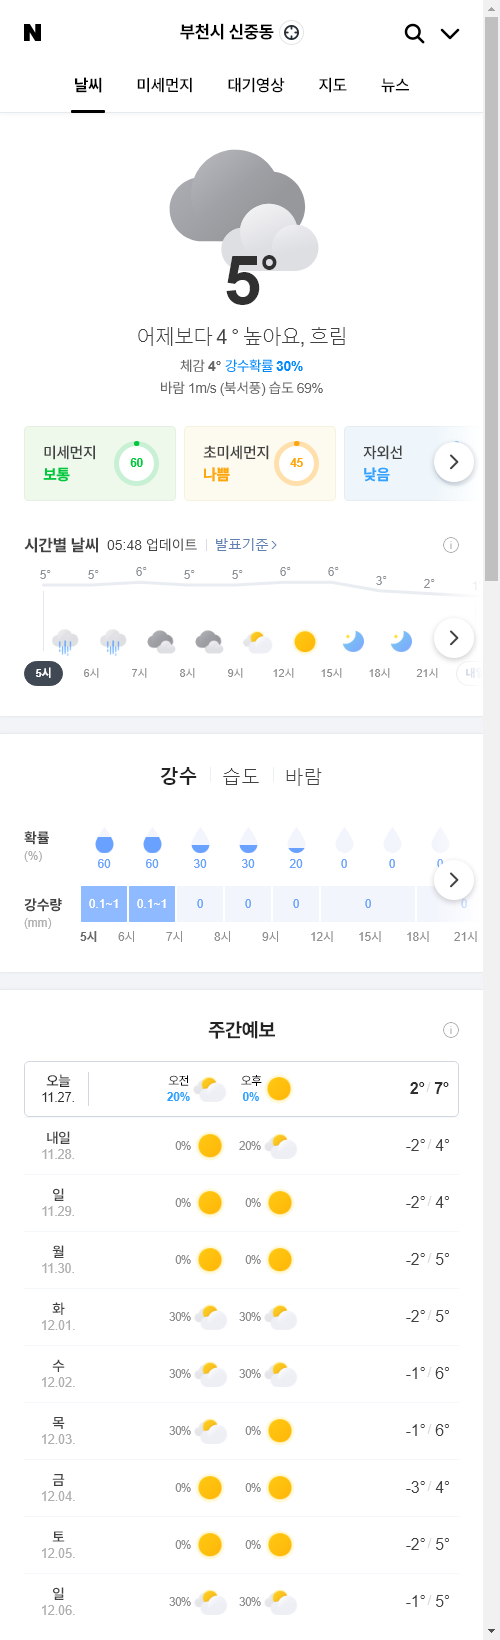 N
부천시 신중동
날씨 미세먼지 대기영상 지도 뉴스
5°
어제보다 4 ° 높아요, 흐림
체감 4° 강수확률 30%
바람 1m/s (북서풍) 습도 69%
미세먼지 초미세먼지 자외선
보통 60 나쁨 45 낮음
시간별 날씨 05:48 업데이트 발표기준
5° 5° 6° 5° 5° 6° 6° 3° 2°
5시 6시 7시 8시 9시 12시 15시 18시 21시
강수 습도 바람
확률
(%)
60 60 30 30 20 0 0 0
강수량 0.1~1 0.1~1 0 0 0 0 0
(mm)
5시 6시 7시 8시 9시 12시 15시 18시 21시
주간예보
오늘 오전 오후
11.27. 20% 0% 2° / 7°
내일
11.28. 0% 20% -2° / 4°
일
11.29. 0% 0% -2° / 4°
월
11.30. 0% 0% -2° / 5°
화
12.01. 30% 30% -2° / 5°
수
12.02. 30% 30% -1° / 6°
목
12.03. 30% 0% -1° / 6°
금
12.04. 0% 0% -3° / 4°
토
12.05. 0% 0% -2° / 5°
일
12.06. 30% 30% -1° / 5°